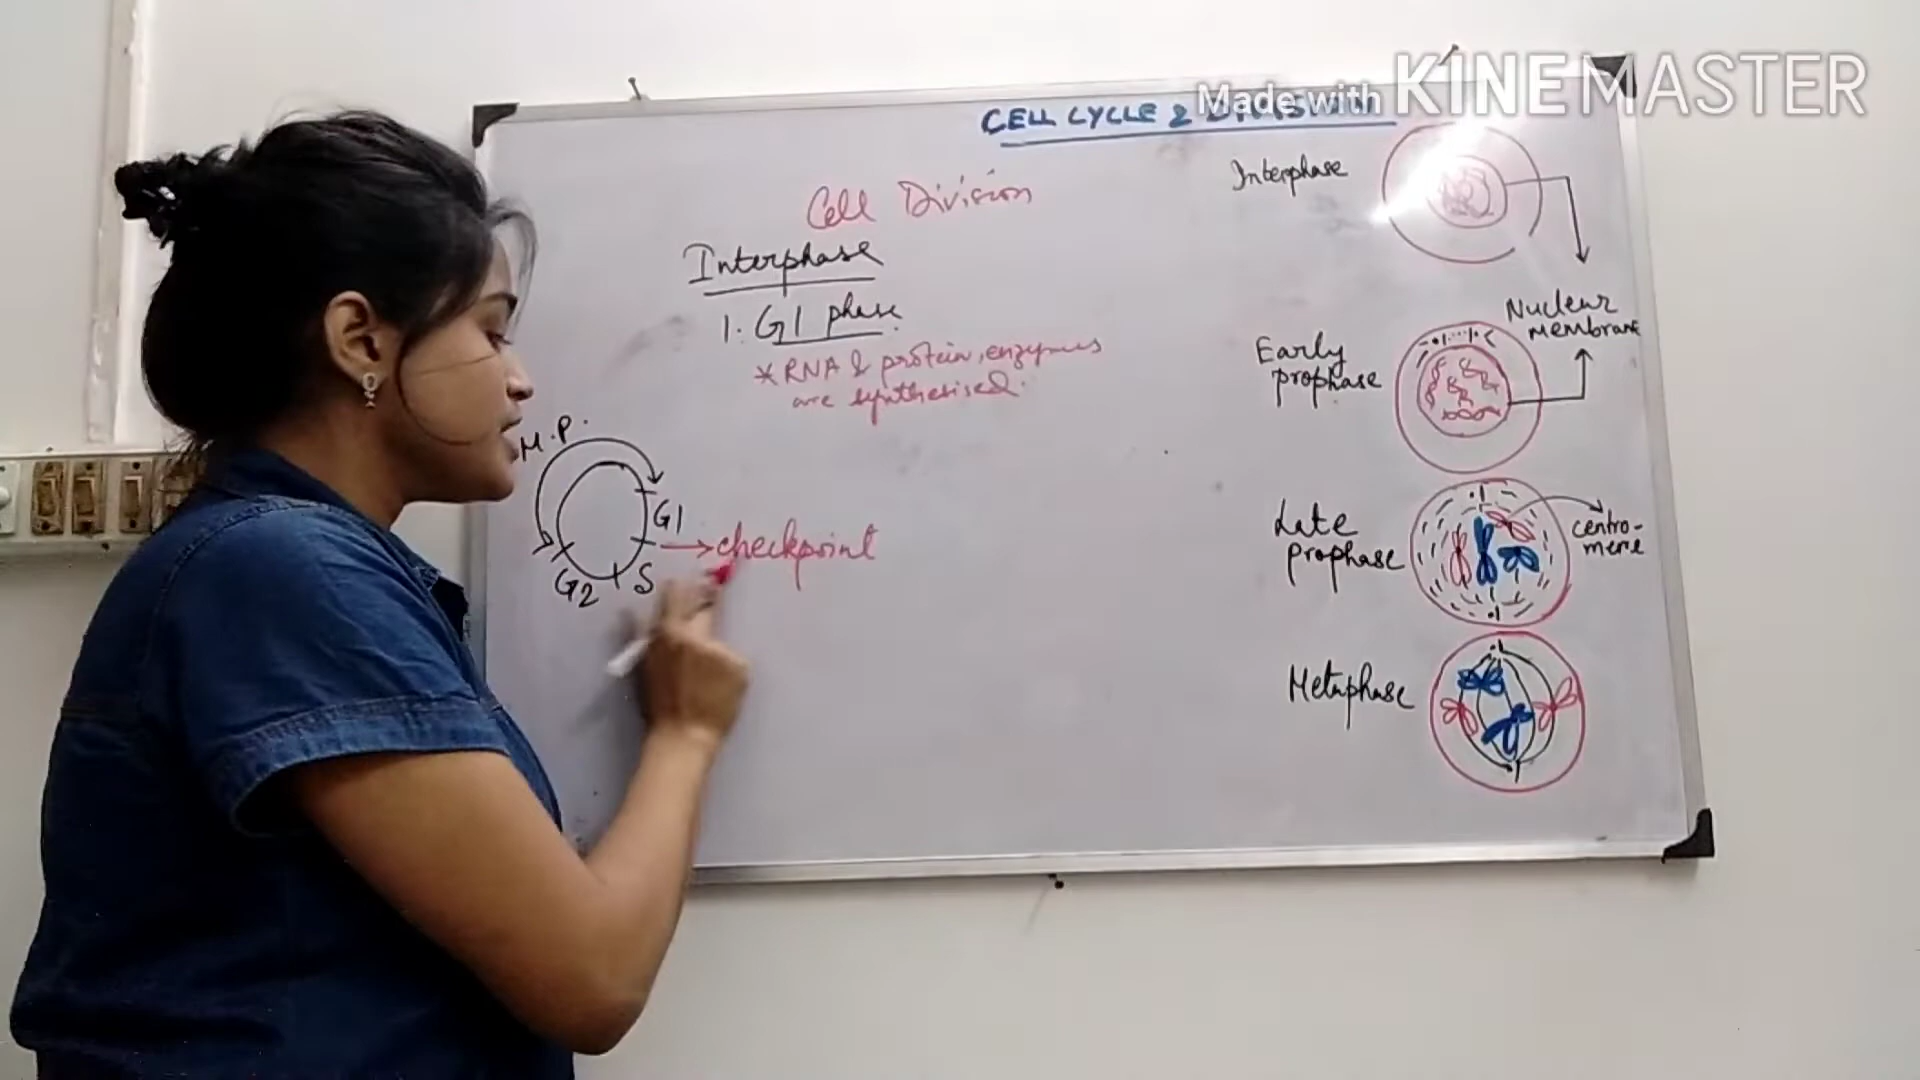 Made with KINEMASTER
CELL CYCLE & DIVISION
Cell Division
Interphase
1. G1 phase
* RNA & protein, enzymes
are synthesised.
M.P.
G1
checkpoint
S
G2
Interphase
Nuclear
membrane
Early
prophase
Late
prophase
centro-
mere
Metaphase